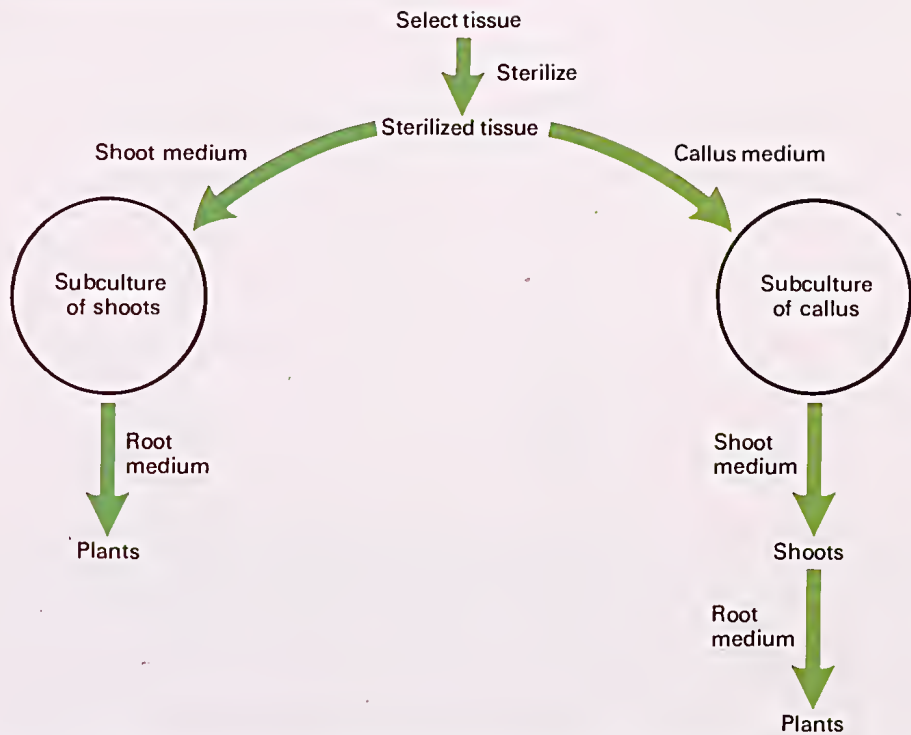 Select tissue
Sterilize
Sterilized tissue
Shoot medium
Callus medium
Subculture
of shoots
Subculture
of callus
Root
medium
Shoot
medium
Plants
Shoots
Root
medium
Plants